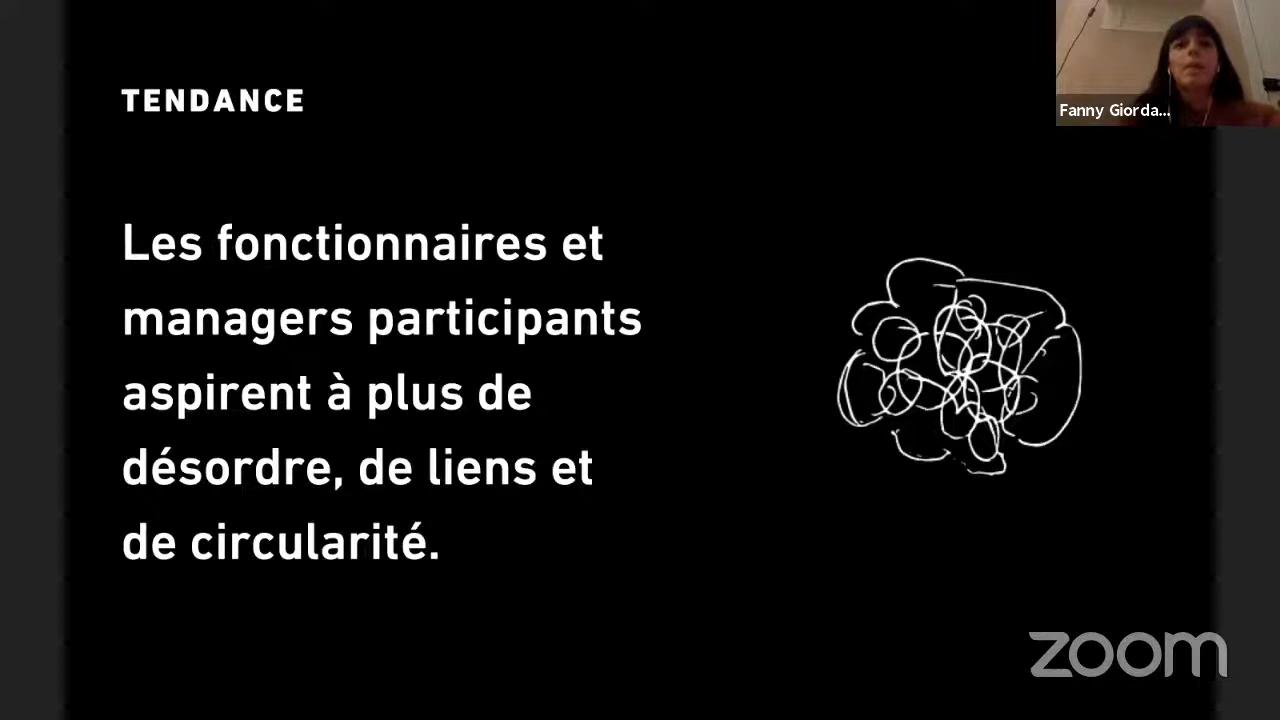 TENDANCE
Fanny Giorda...
Les fonctionnaires et
managers participants
aspirent à plus de
désordre, de liens et
de circularité.
zoom